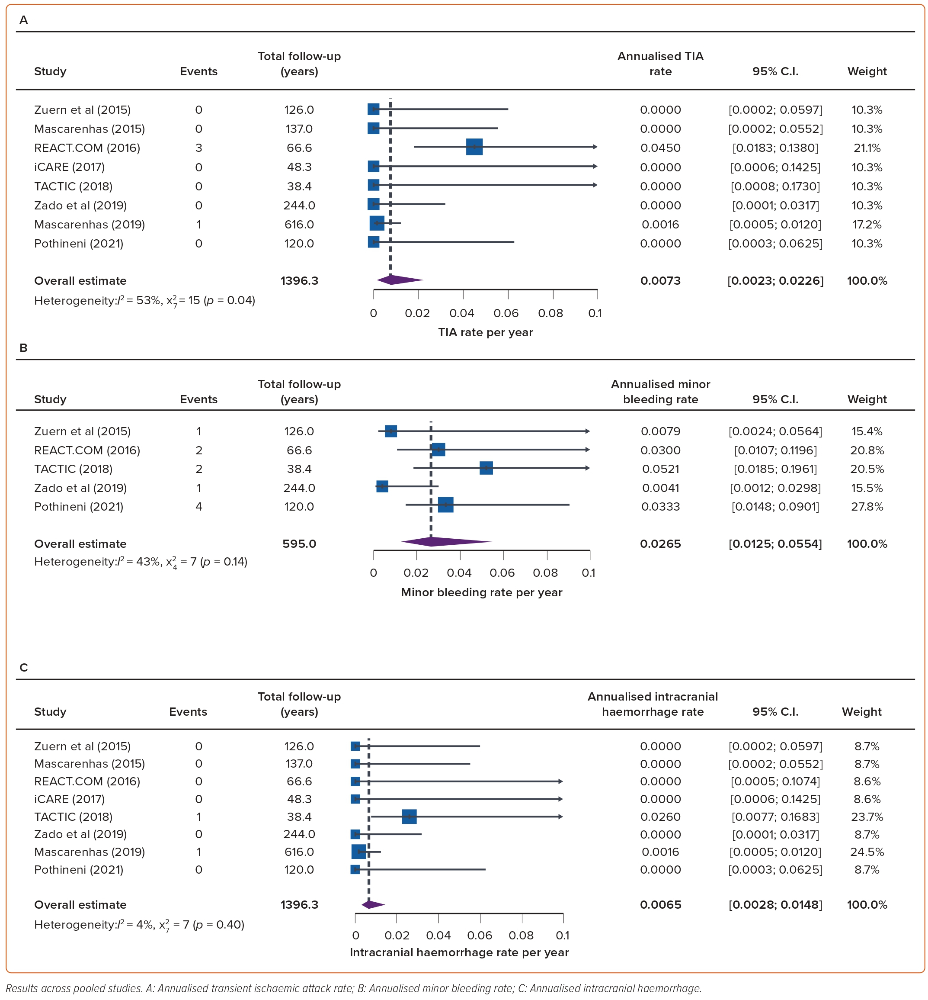 A
Total follow-up Annualised TIA
Study Events (years) rate 95% C.I. Weight
Zuern et al (2015) 0 126.0 0.0000 [0.0002; 0.0597] 10.3%
Mascarenhas (2015) 0 137.0 0.0000 [0.0002; 0.0552] 10.3%
REACT.COM (2016) 3 66.6 0.0450 [0.0183; 0.1380] 21.1%
iCARE (2017) 0 48.3 0.0000 [0.0006; 0.1425] 10.3%
TACTIC (2018) 0 38.4 0.0000 [0.0008; 0.1730] 10.3%
Zado et al (2019) 0 244.0 0.0000 [0.0001; 0.0317] 10.3%
Mascarenhas (2019) 1 616.0 0.0016 [0.0005; 0.0120] 17.2%
Pothineni (2021) 0 120.0 0.0000 [0.0003; 0.0625] 10.3%
Overall estimate 1396.3 0.0073 [0.0023; 0.0226] 100.0%
Heterogeneity:I² = 53%, x²₇ = 15 (p = 0.04)
0 0.02 0.04 0.06 0.08 0.1
TIA rate per year
B
Total follow-up Annualised minor
Study Events (years) bleeding rate 95% C.I. Weight
Zuern et al (2015) 1 126.0 0.0079 [0.0024; 0.0564] 15.4%
REACT.COM (2016) 2 66.6 0.0300 [0.0107; 0.1196] 20.8%
TACTIC (2018) 2 38.4 0.0521 [0.0185; 0.1961] 20.5%
Zado et al (2019) 1 244.0 0.0041 [0.0012; 0.0298] 15.5%
Pothineni (2021) 4 120.0 0.0333 [0.0148; 0.0901] 27.8%
Overall estimate 595.0 0.0265 [0.0125; 0.0554] 100.0%
Heterogeneity:I² = 43%, x²₄ = 7 (p = 0.14)
0 0.02 0.04 0.06 0.08 0.1
Minor bleeding rate per year
C
Total follow-up Annualised intracranial
Study Events (years) haemorrhage rate 95% C.I. Weight
Zuern et al (2015) 0 126.0 0.0000 [0.0002; 0.0597] 8.7%
Mascarenhas (2015) 0 137.0 0.0000 [0.0002; 0.0552] 8.7%
REACT.COM (2016) 0 66.6 0.0000 [0.0005; 0.1074] 8.6%
iCARE (2017) 0 48.3 0.0000 [0.0006; 0.1425] 8.6%
TACTIC (2018) 1 38.4 0.0260 [0.0077; 0.1683] 23.7%
Zado et al (2019) 0 244.0 0.0000 [0.0001; 0.0317] 8.7%
Mascarenhas (2019) 1 616.0 0.0016 [0.0005; 0.0120] 24.5%
Pothineni (2021) 0 120.0 0.0000 [0.0003; 0.0625] 8.7%
Overall estimate 1396.3 0.0065 [0.0028; 0.0148] 100.0%
Heterogeneity:I² = 4%, x²₇ = 7 (p = 0.40)
0 0.02 0.04 0.06 0.08 0.1
Intracranial haemorrhage rate per year
Results across pooled studies. A: Annualised transient ischaemic attack rate; B: Annualised minor bleeding rate; C: Annualised intracranial haemorrhage.